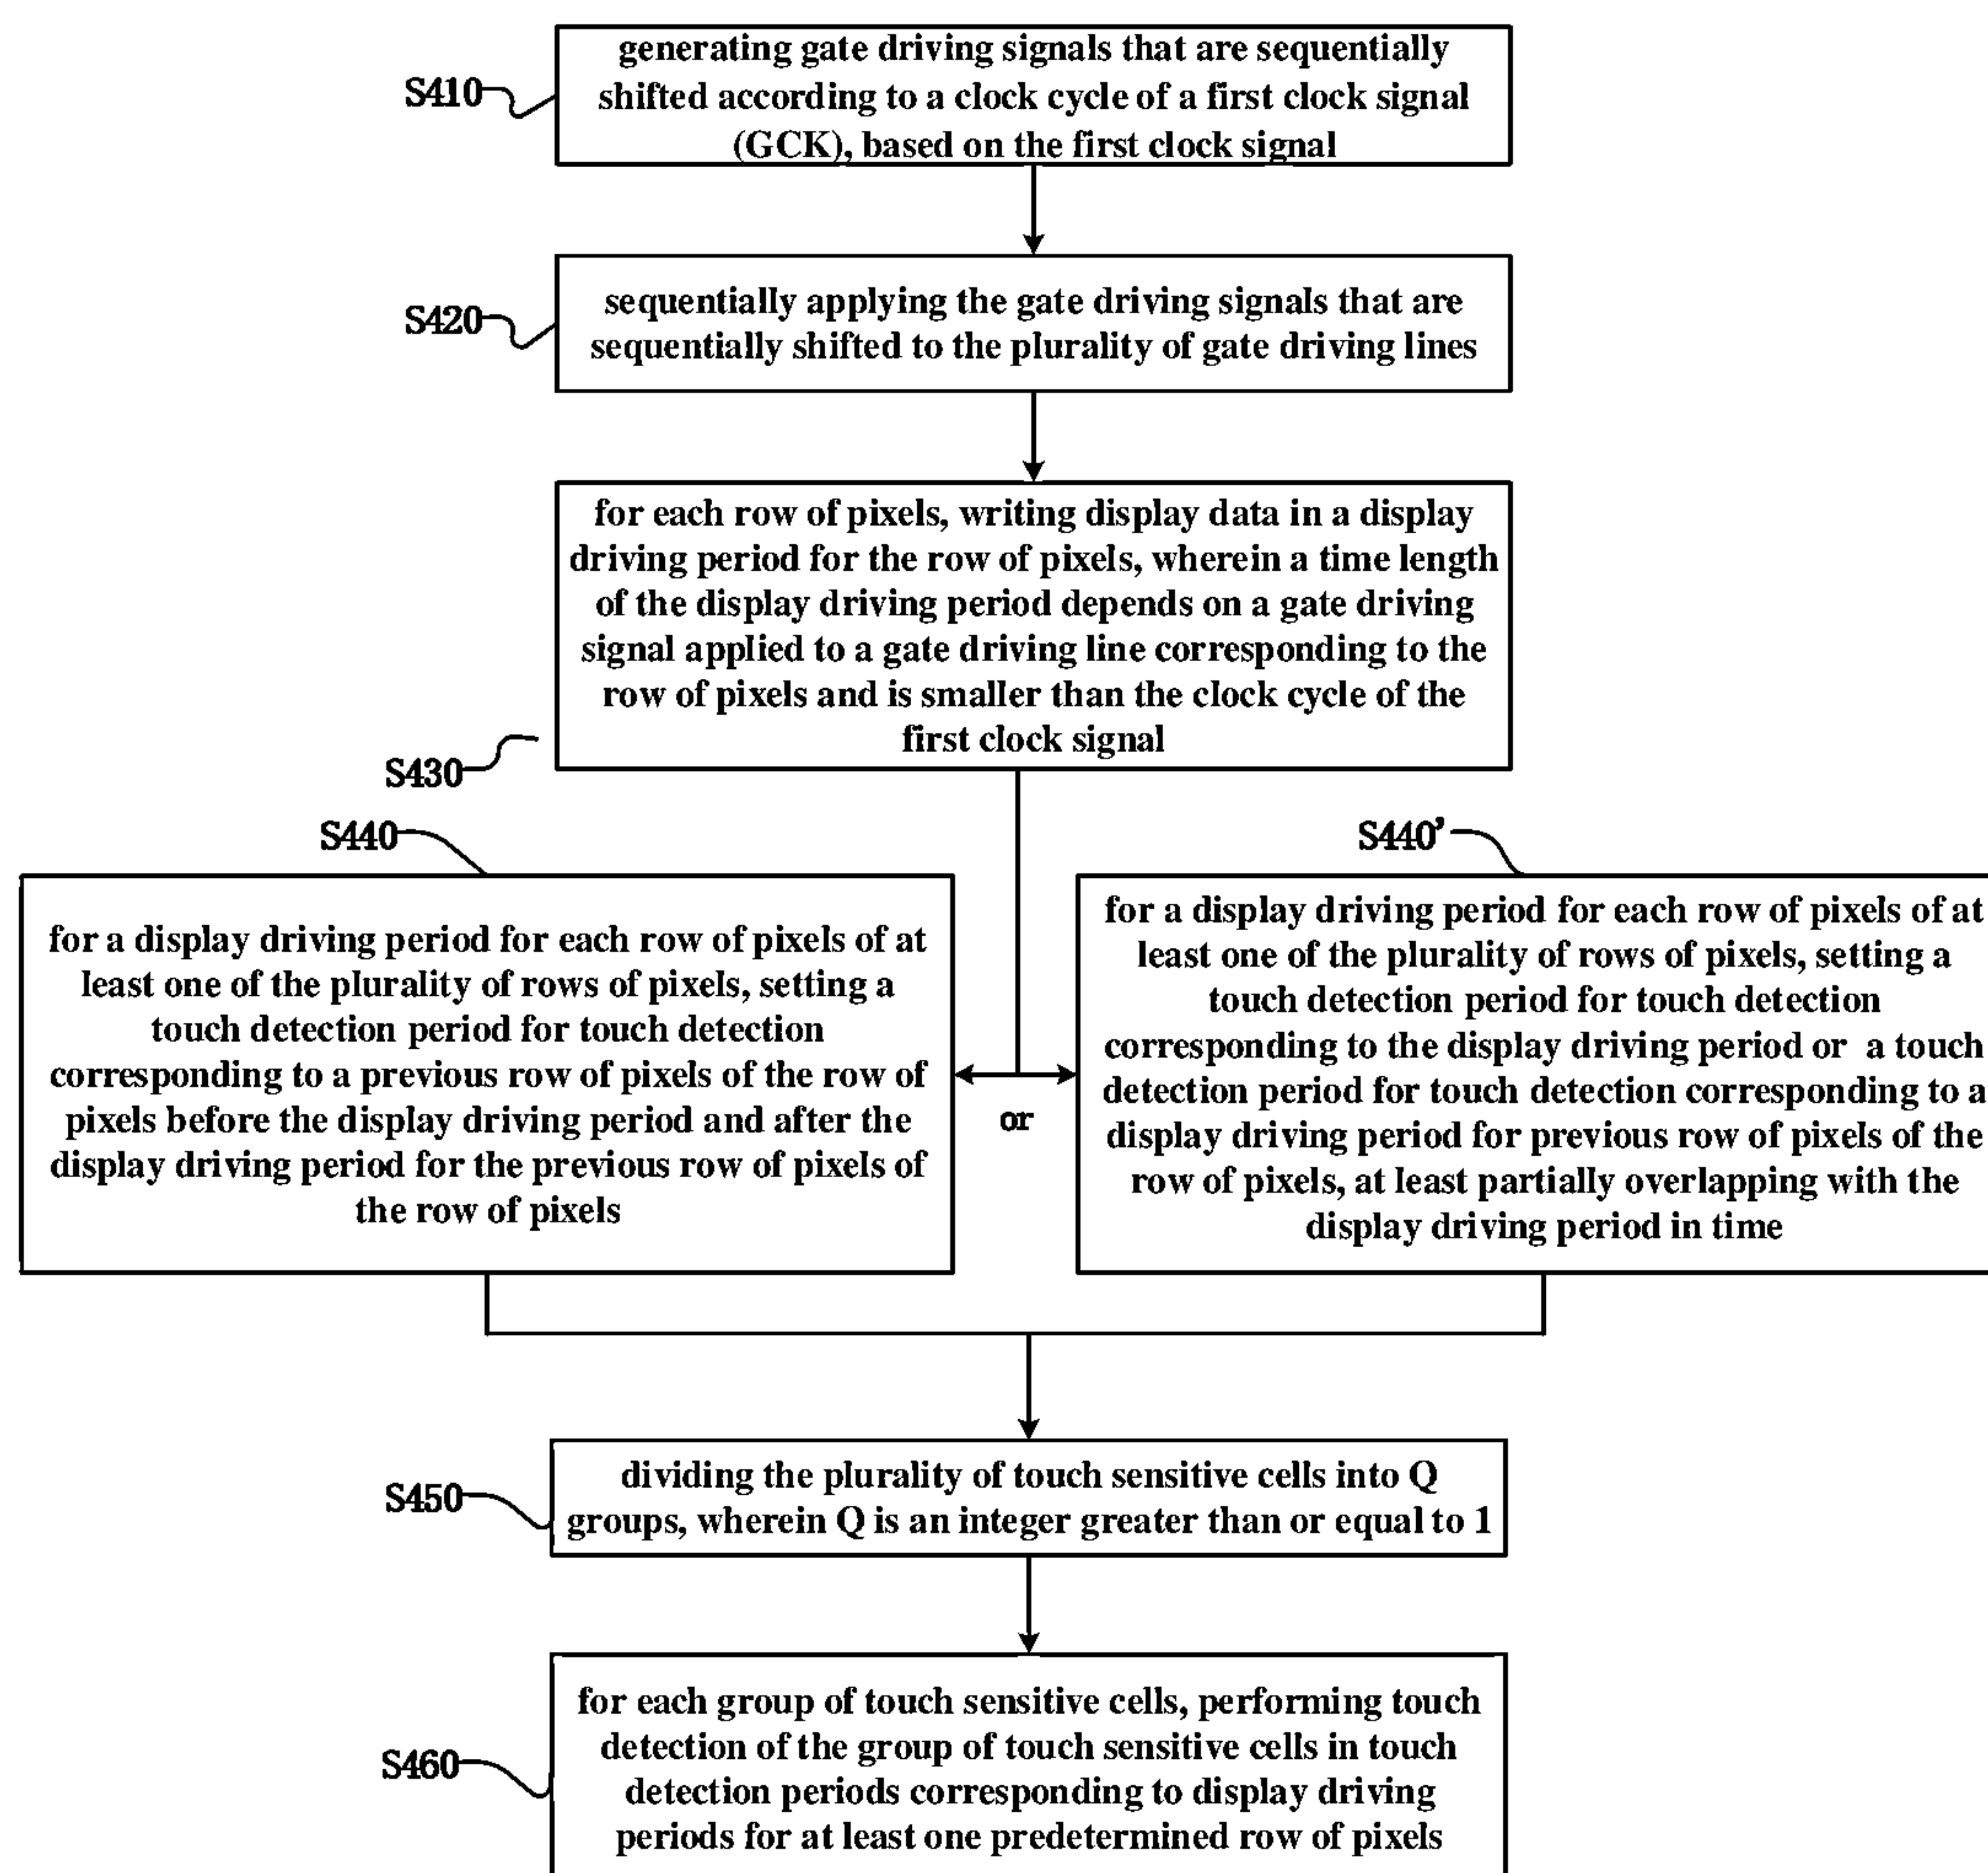 generating gate driving signals that are sequentially
shifted according to a clock cycle of a first clock signal
(GCK), based on the first clock signal
S410
sequentially applying the gate driving signals that are
sequentially shifted to the plurality of gate driving lines
S420
for each row of pixels, writing display data in a display
driving period for the row of pixels, wherein a time length
of the display driving period depends on a gate driving
signal applied to a gate driving line corresponding to the
row of pixels and is smaller than the clock cycle of the
first clock signal
S430
S440
for a display driving period for each row of pixels of at
least one of the plurality of rows of pixels, setting a
touch detection period for touch detection
corresponding to a previous row of pixels of the row of
pixels before the display driving period and after the
display driving period for the previous row of pixels of
the row of pixels
or
S440’
for a display driving period for each row of pixels of at
least one of the plurality of rows of pixels, setting a
touch detection period for touch detection
corresponding to the display driving period or a touch
detection period for touch detection corresponding to a
display driving period for previous row of pixels of the
row of pixels, at least partially overlapping with the
display driving period in time
dividing the plurality of touch sensitive cells into Q
groups, wherein Q is an integer greater than or equal to 1
S450
for each group of touch sensitive cells, performing touch
detection of the group of touch sensitive cells in touch
detection periods corresponding to display driving
periods for at least one predetermined row of pixels
S460